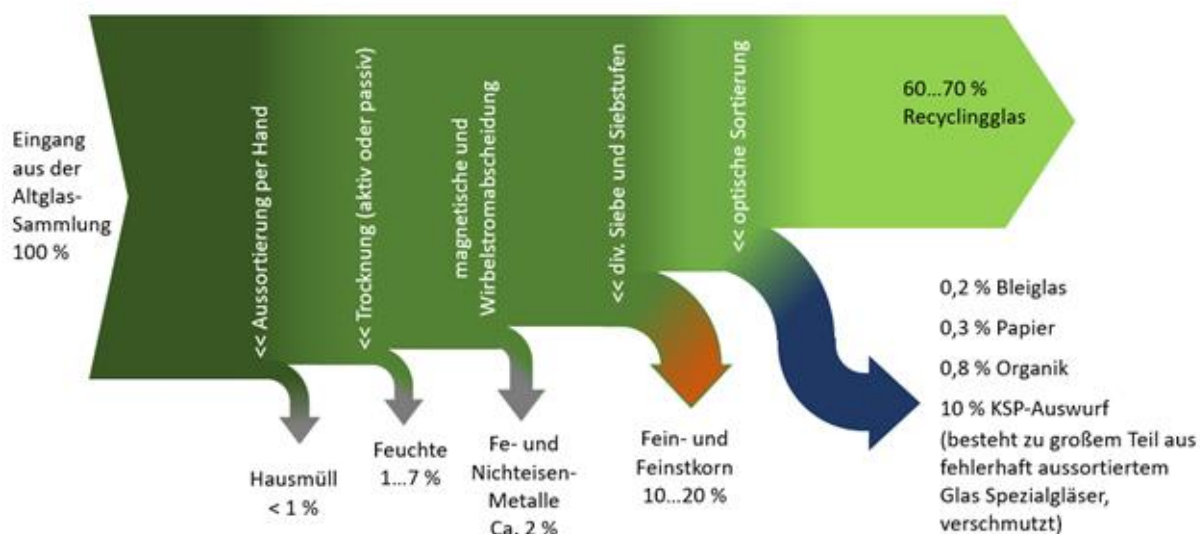 Eingang
aus der
Altglas-
Sammlung
100 %
<< Aussortierung per Hand
<< Trocknung (aktiv oder passiv)
magnetische und
Wirbelstromabscheidung
<< div. Siebe und Siebstufen
<< optische Sortierung
60...70 %
Recyclingglas
Hausmüll
< 1 %
Feuchte
1...7 %
Fe- und
Nichteisen-
Metalle
Ca. 2 %
Fein- und
Feinstkorn
10...20 %
0,2 % Bleiglas
0,3 % Papier
0,8 % Organik
10 % KSP-Auswurf
(besteht zu großem Teil aus
fehlerhaft aussortiertem
Glas Spezialgläser,
verschmutzt)